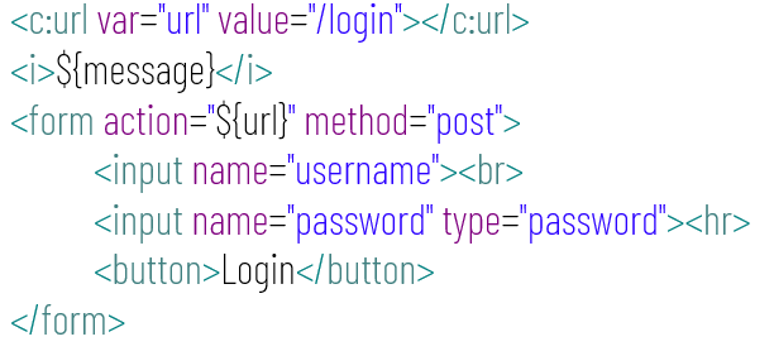 <c:url var="url" value="/login"></c:url>
<i>${message}</i>
<form action="${url}" method="post">
<input name="username"><br>
<input name="password" type="password"><hr>
<button>Login</button>
</form>